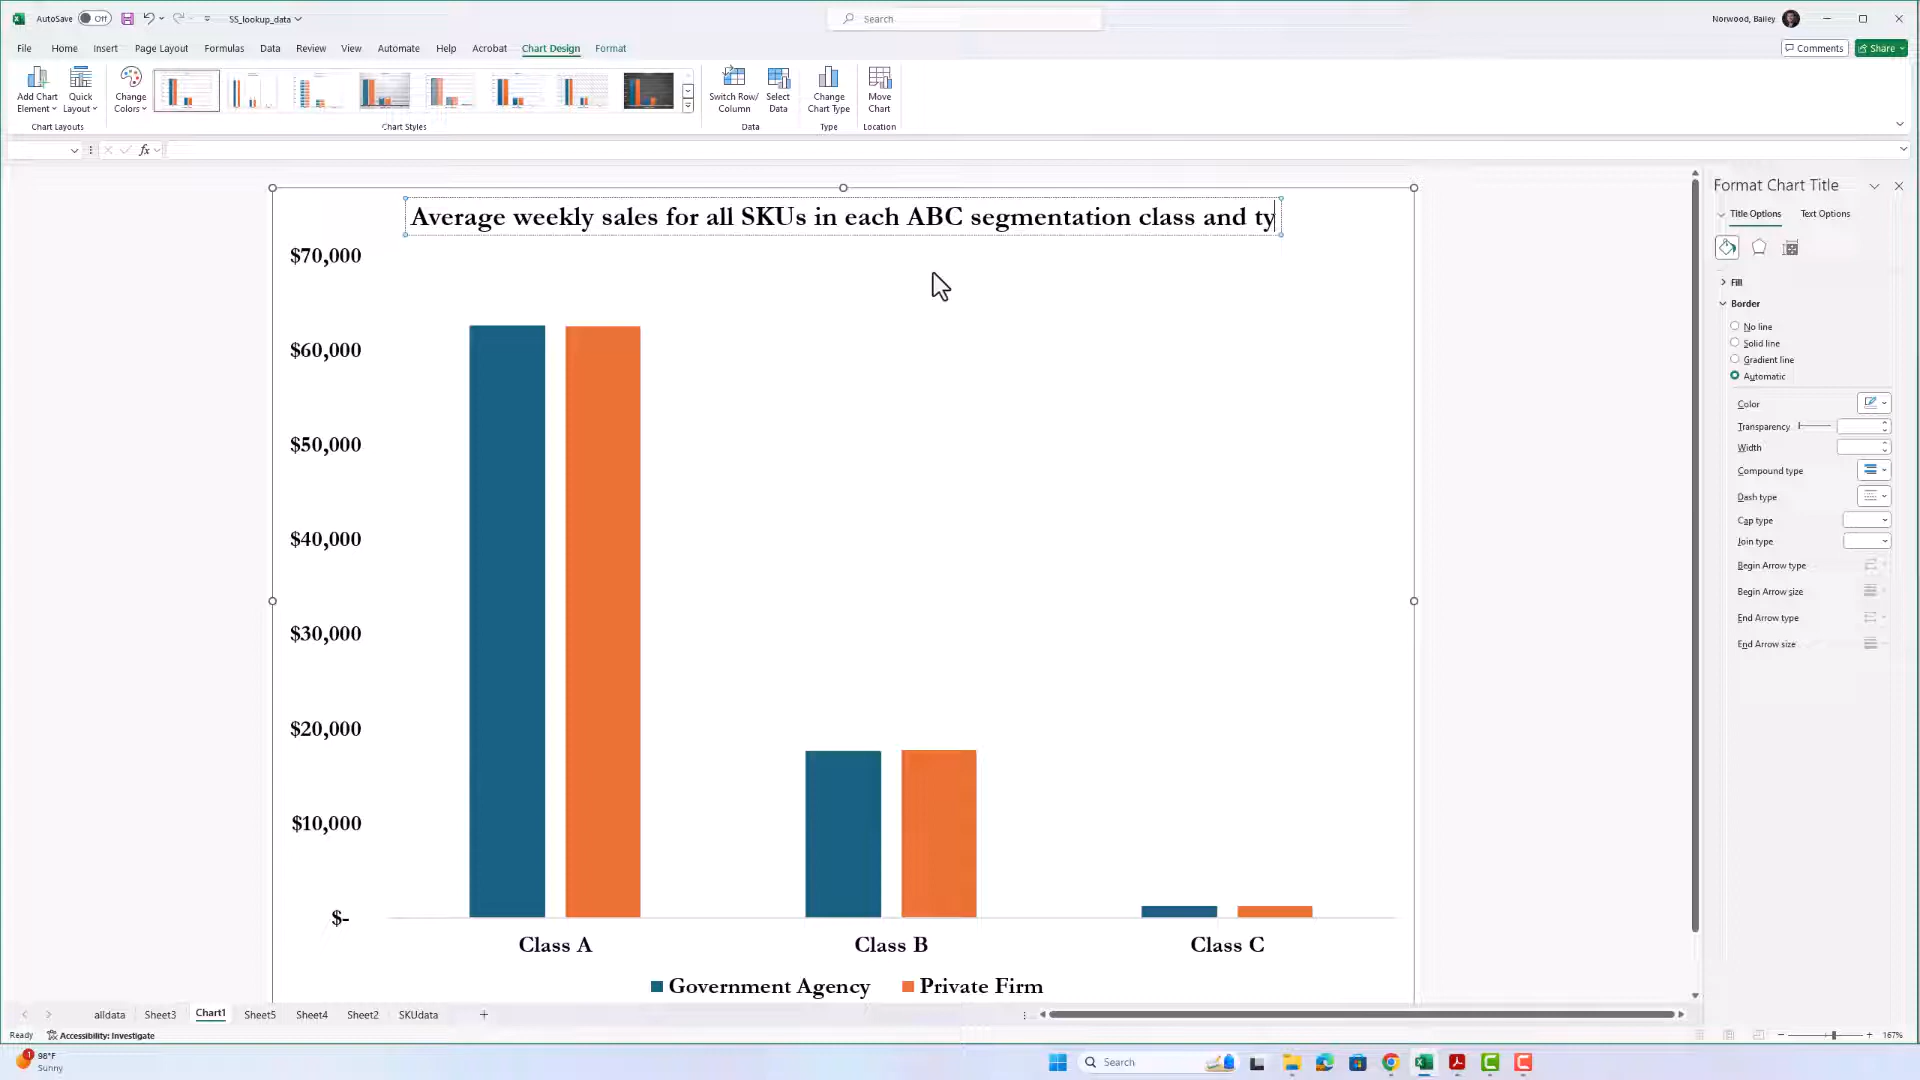 AutoSave Off SS_lookup_data Search Norwood, Bailey
File Home Insert Page Layout Formulas Data Review View Automate Help Acrobat Chart Design Format Comments Share
Add Chart Element Quick Layout Change Colors Switch Row/ Column Select Data Change Chart Type Move Chart
Chart Layouts Chart Styles Data Type Location
fx
Format Chart Title
Title Options Text Options
Average weekly sales for all SKUs in each ABC segmentation class and ty
$70,000
Fill
Border
No line
$60,000
Solid line
Gradient line
Automatic
Color
Transparency
$50,000
Width
Compound type
Dash type
Cap type
$40,000
Join type
Begin Arrow type
Begin Arrow size
End Arrow type
$30,000
End Arrow size
$20,000
$10,000
$-
Class A Class B Class C
Government Agency Private Firm
alldata Sheet3 Chart1 Sheet5 Sheet4 Sheet2 SKUdata
Ready Accessibility: Investigate 167%
1 98°F
Sunny
Search